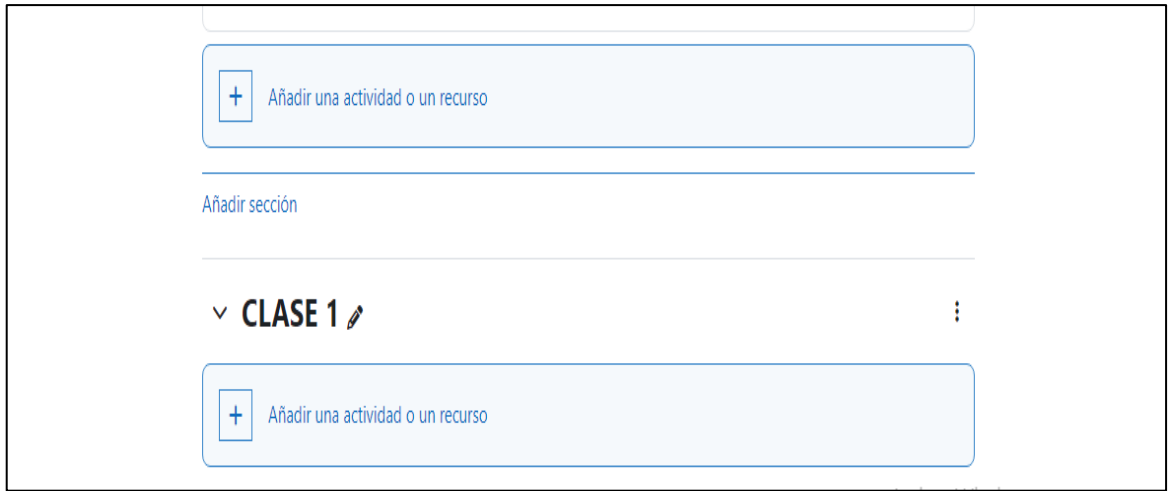 Añadir una actividad o un recurso
Añadir sección
CLASE 1
Añadir una actividad o un recurso